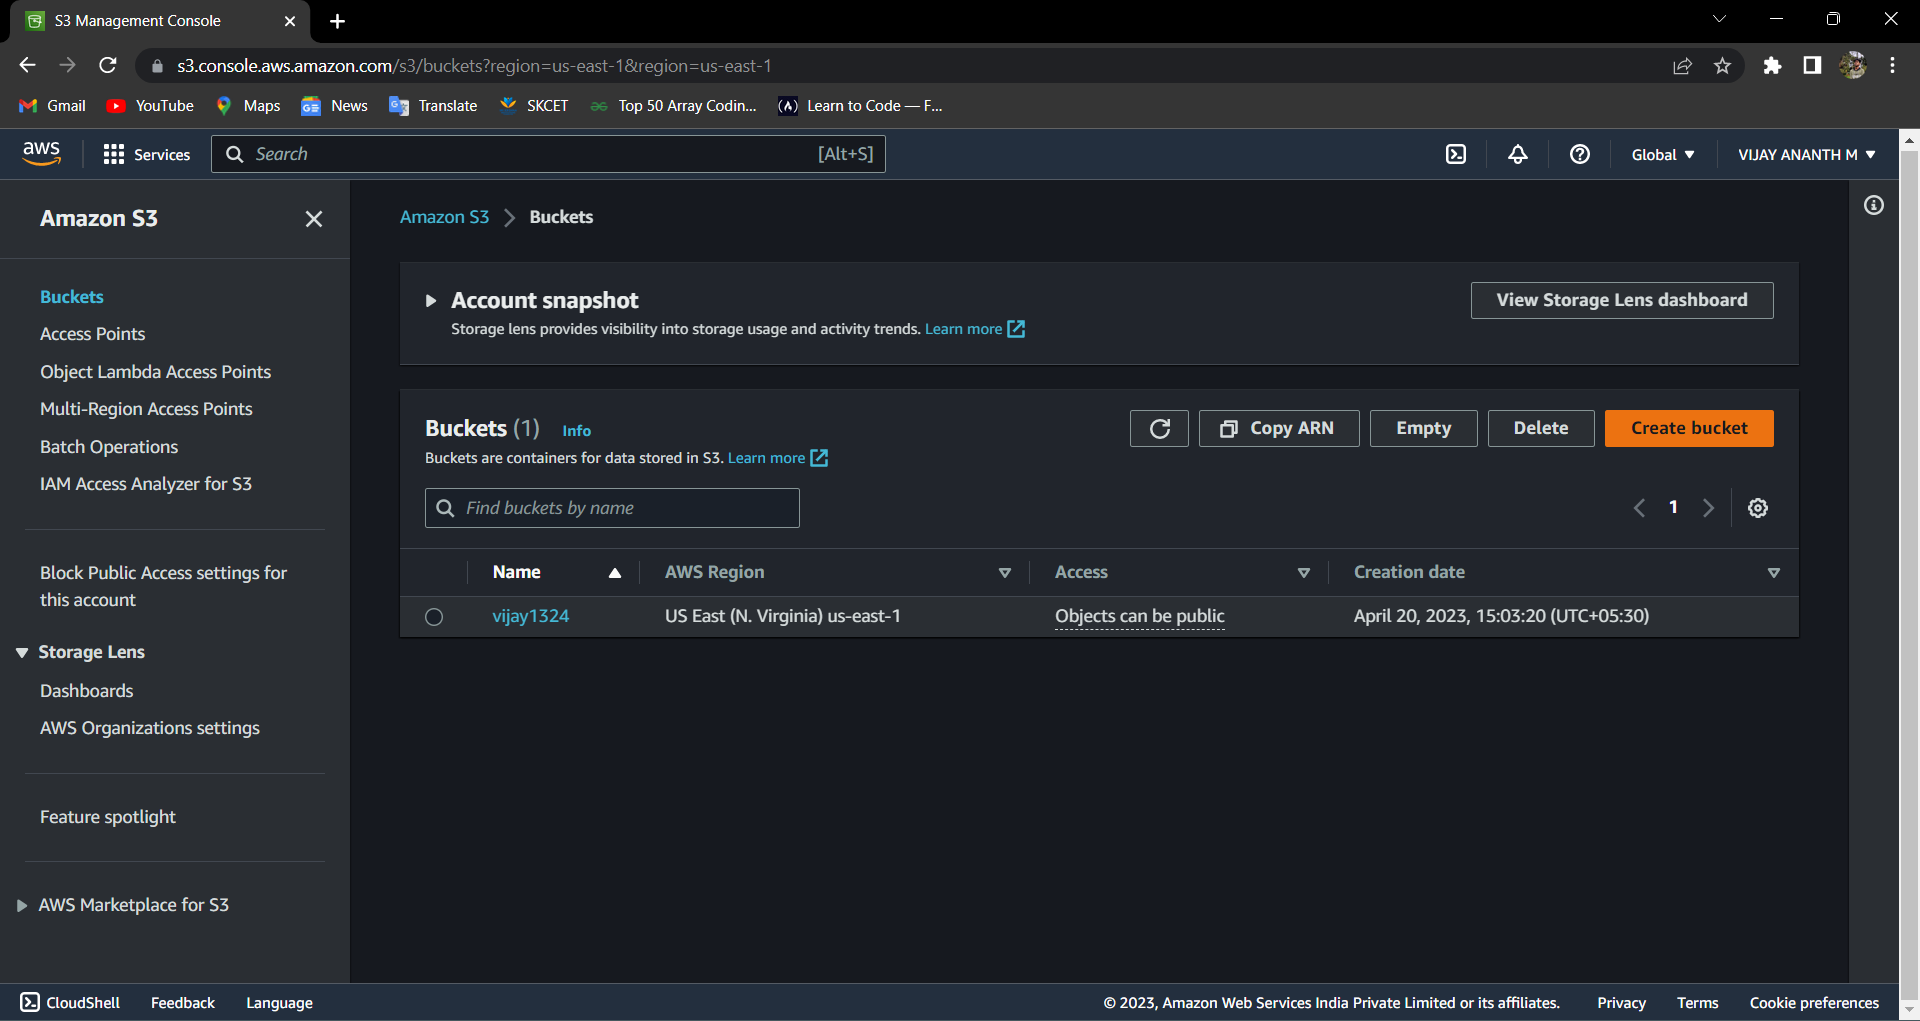 S3 Management Console
s3.console.aws.amazon.com/s3/buckets?region=us-east-1&region=us-east-1
Gmail
YouTube
Maps
News
Translate
SKCET
Top 50 Array Codin...
Learn to Code — F...
aws
Services
Search
[Alt+S]
Global
VIJAY ANANTH M
Amazon S3
Buckets
Access Points
Object Lambda Access Points
Multi-Region Access Points
Batch Operations
IAM Access Analyzer for S3
Block Public Access settings for
this account
Storage Lens
Dashboards
AWS Organizations settings
Feature spotlight
AWS Marketplace for S3
Amazon S3
Buckets
Account snapshot
Storage lens provides visibility into storage usage and activity trends. Learn more
View Storage Lens dashboard
Buckets (1) Info
Buckets are containers for data stored in S3. Learn more
Copy ARN
Empty
Delete
Create bucket
Find buckets by name
1
Name
AWS Region
Access
Creation date
vijay1324
US East (N. Virginia) us-east-1
Objects can be public
April 20, 2023, 15:03:20 (UTC+05:30)
CloudShell
Feedback
Language
© 2023, Amazon Web Services India Private Limited or its affiliates.
Privacy
Terms
Cookie preferences